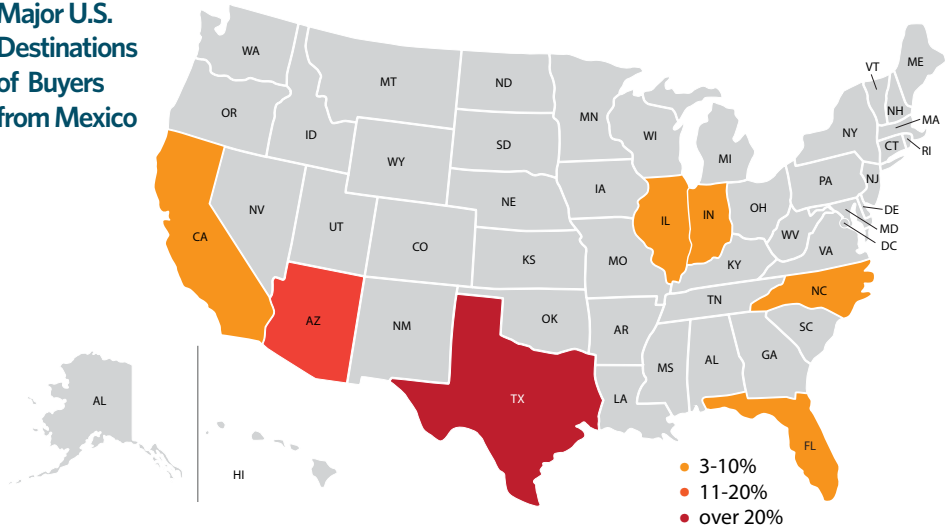 Major U.S.
Destinations
of Buyers
from Mexico
WA
MT
ND
MN
VT
ME
OR
ID
SD
WI
MI
NY
NH
MA
CT
RI
WY
NE
IA
PA
NJ
NV
UT
CO
IL
IN
OH
DE
MD
DC
CA
KS
MO
WV
VA
KY
AZ
NM
OK
AR
TN
NC
SC
MS
AL
GA
TX
LA
FL
AL
HI
3-10%
11-20%
over 20%